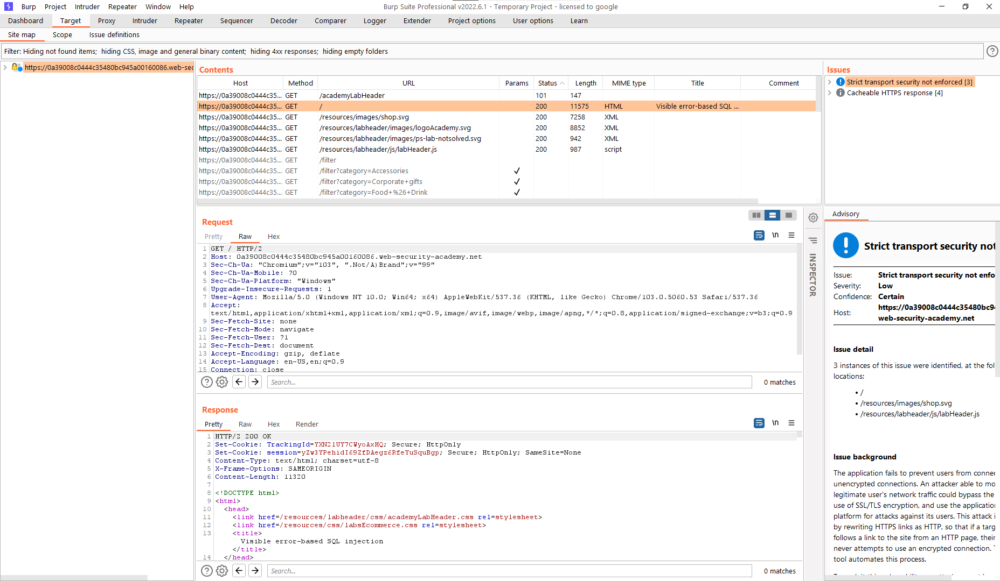 Burp Project Intruder Repeater Window Help
Burp Suite Professional v2022.6.1 - Temporary Project - licensed to google
Dashboard Target Proxy Intruder Repeater Sequencer Decoder Comparer Logger Extender Project options User options Learn
Site map Scope Issue definitions
Filter: Hiding not found items; hiding CSS, image and general binary content; hiding 4xx responses; hiding empty folders
https://0a39008c0444c35480bc945a00160086.web-sec
Contents
Host Method URL Params Status Length MIME type Title Comment
https://0a39008c0444c35... GET /academyLabHeader 101 147
https://0a39008c0444c35... GET / 200 11575 HTML Visible error-based SQL ...
https://0a39008c0444c35... GET /resources/images/shop.svg 200 7258 XML
https://0a39008c0444c35... GET /resources/labheader/images/logoAcademy.svg 200 8852 XML
https://0a39008c0444c35... GET /resources/labheader/images/ps-lab-notsolved.svg 200 942 XML
https://0a39008c0444c35... GET /resources/labheader/js/labHeader.js 200 987 script
https://0a39008c0444c35... GET /filter
https://0a39008c0444c35... GET /filter?category=Accessories ✓
https://0a39008c0444c35... GET /filter?category=Corporate+gifts ✓
https://0a39008c0444c35... GET /filter?category=Food+%26+Drink ✓
Request
Pretty Raw Hex
\n
1 GET / HTTP/2
2 Host: 0a39008c0444c35480bc945a00160086.web-security-academy.net
3 Sec-Ch-Ua: "Chromium";v="103", ".Not/A)Brand";v="99"
4 Sec-Ch-Ua-Mobile: ?0
5 Sec-Ch-Ua-Platform: "Windows"
6 Upgrade-Insecure-Requests: 1
7 User-Agent: Mozilla/5.0 (Windows NT 10.0; Win64; x64) AppleWebKit/537.36 (KHTML, like Gecko) Chrome/103.0.5060.53 Safari/537.36
8 Accept:
text/html,application/xhtml+xml,application/xml;q=0.9,image/avif,image/webp,image/apng,*/*;q=0.8,application/signed-exchange;v=b3;q=0.9
9 Sec-Fetch-Site: none
10 Sec-Fetch-Mode: navigate
11 Sec-Fetch-User: ?1
12 Sec-Fetch-Dest: document
13 Accept-Encoding: gzip, deflate
14 Accept-Language: en-US,en;q=0.9
15 Connection: close
Search...
0 matches
Response
Pretty Raw Hex Render
\n
1 HTTP/2 200 OK
2 Set-Cookie: TrackingId=YXN21UY7CWyoAxHQ; Secure; HttpOnly
3 Set-Cookie: session=yZw3YPehidI69ZfDAegz6RfeYuSquBgp; Secure; HttpOnly; SameSite=None
4 Content-Type: text/html; charset=utf-8
5 X-Frame-Options: SAMEORIGIN
6 Content-Length: 11320
7
8 <!DOCTYPE html>
9 <html>
10 <head>
11 <link href=/resources/labheader/css/academyLabHeader.css rel=stylesheet>
12 <link href=/resources/css/labsEcommerce.css rel=stylesheet>
13 <title>
Visible error-based SQL injection
</title>
14 </head>
Search...
0 matches
INSPECTOR
Issues
Strict transport security not enforced [3]
Cacheable HTTPS response [4]
Advisory
Strict transport security not
Issue: Strict transport security not enfo
Severity: Low
Confidence: Certain
Host: https://0a39008c0444c35480bc9
web-security-academy.net
Issue detail
3 instances of this issue were identified, at the fol
locations:
• /
• /resources/images/shop.svg
• /resources/labheader/js/labHeader.js
Issue background
The application fails to prevent users from connec
unencrypted connections. An attacker able to mo
legitimate user's network traffic could bypass the
use of SSL/TLS encryption, and use the application
platform for attacks against its users. This attack i
by rewriting HTTPS links as HTTP, so that if a targ
follows a link to the site from an HTTP page, their
never attempts to use an encrypted connection. T
tool automates this process.